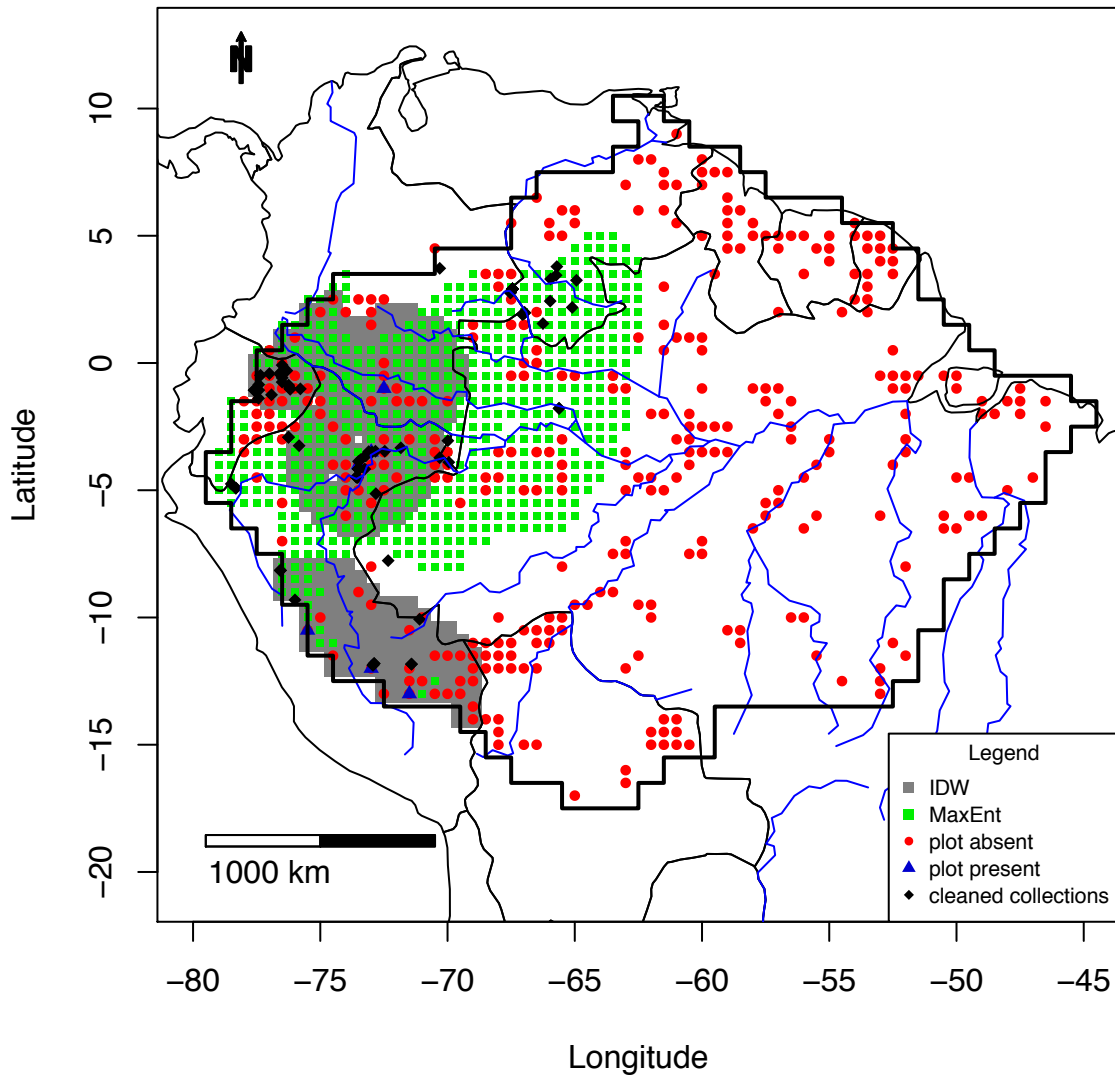 N
10
5
0
−5
−10
−15
−20
Latitude
1000 km
Legend
IDW
MaxEnt
plot absent
plot present
cleaned collections
−80 −75 −70 −65 −60 −55 −50 −45
Longitude